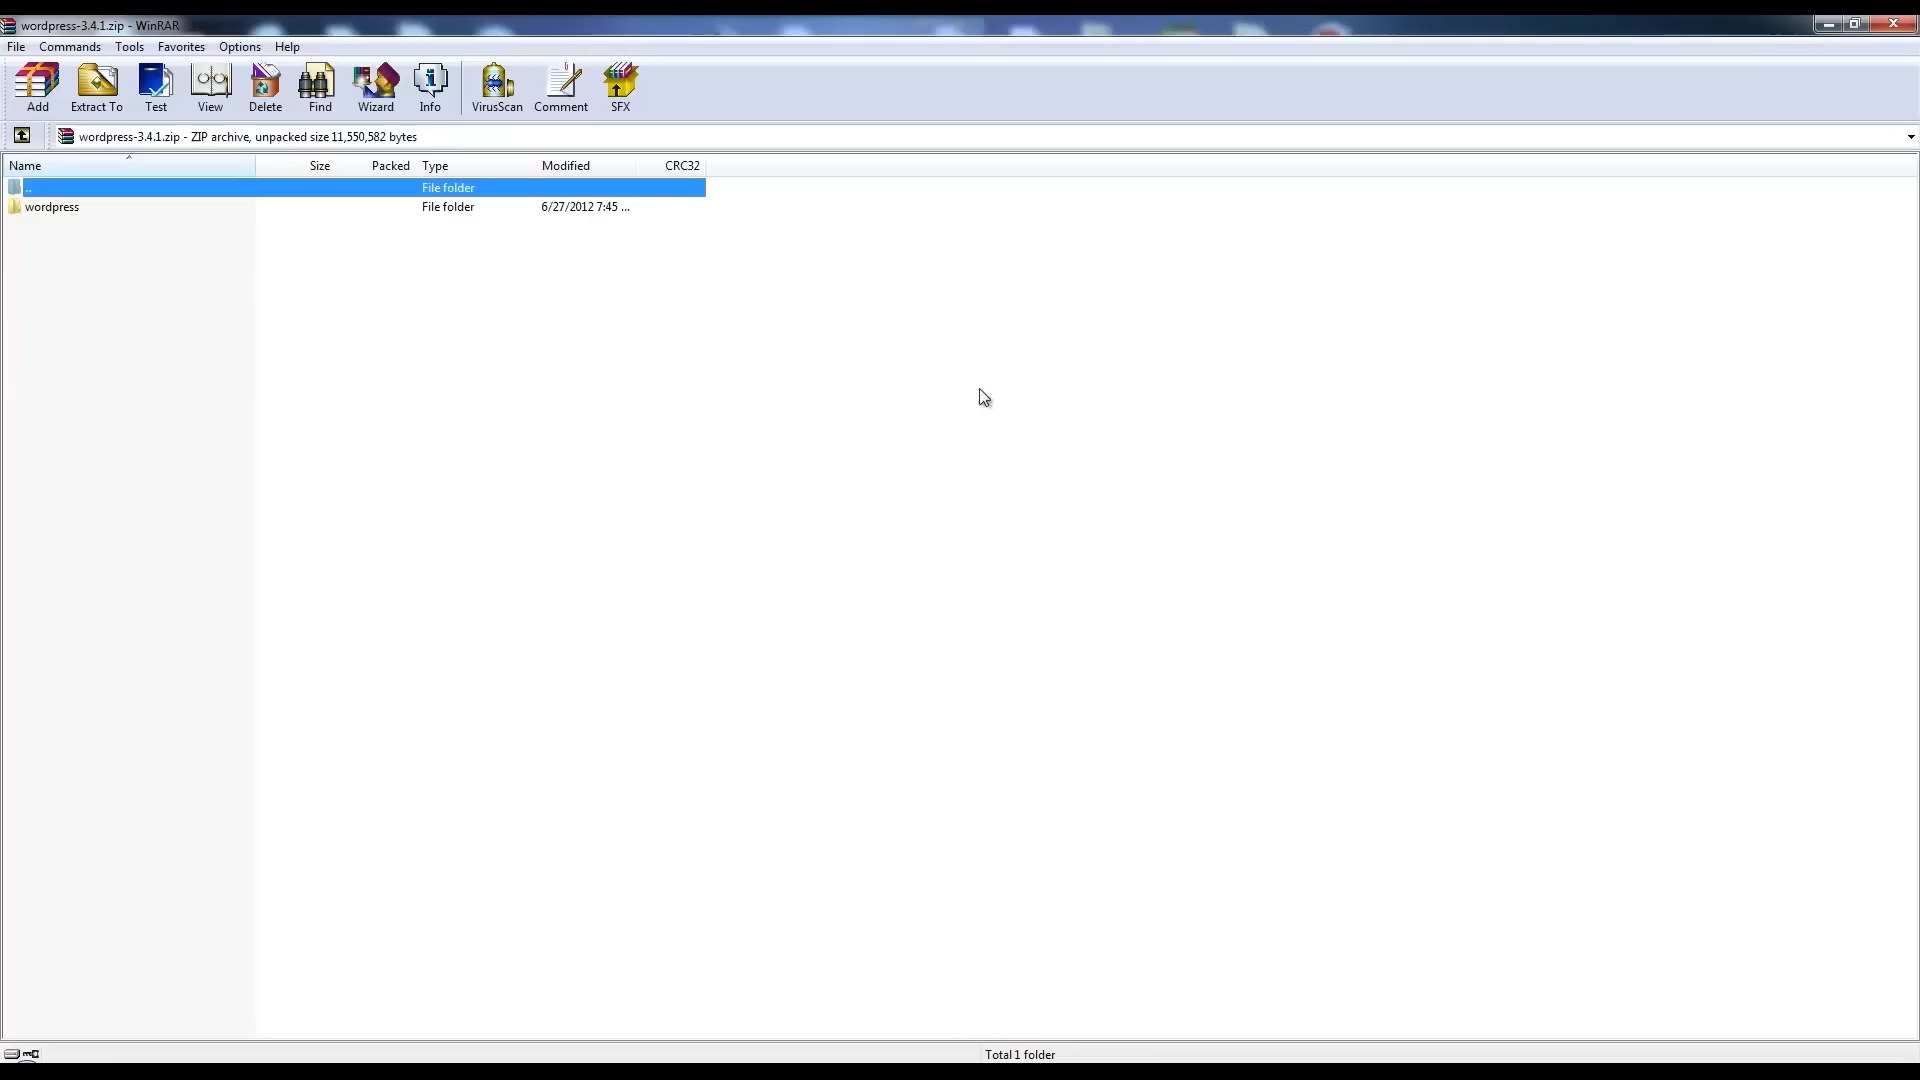 wordpress-3.4.1.zip - WinRAR
File Commands Tools Favorites Options Help
Add Extract To Test View Delete Find Wizard Info VirusScan Comment SFX
wordpress-3.4.1.zip - ZIP archive, unpacked size 11,550,582 bytes
Name Size Packed Type Modified CRC32
.. File folder
wordpress File folder 6/27/2012 7:45 ...
Total 1 folder